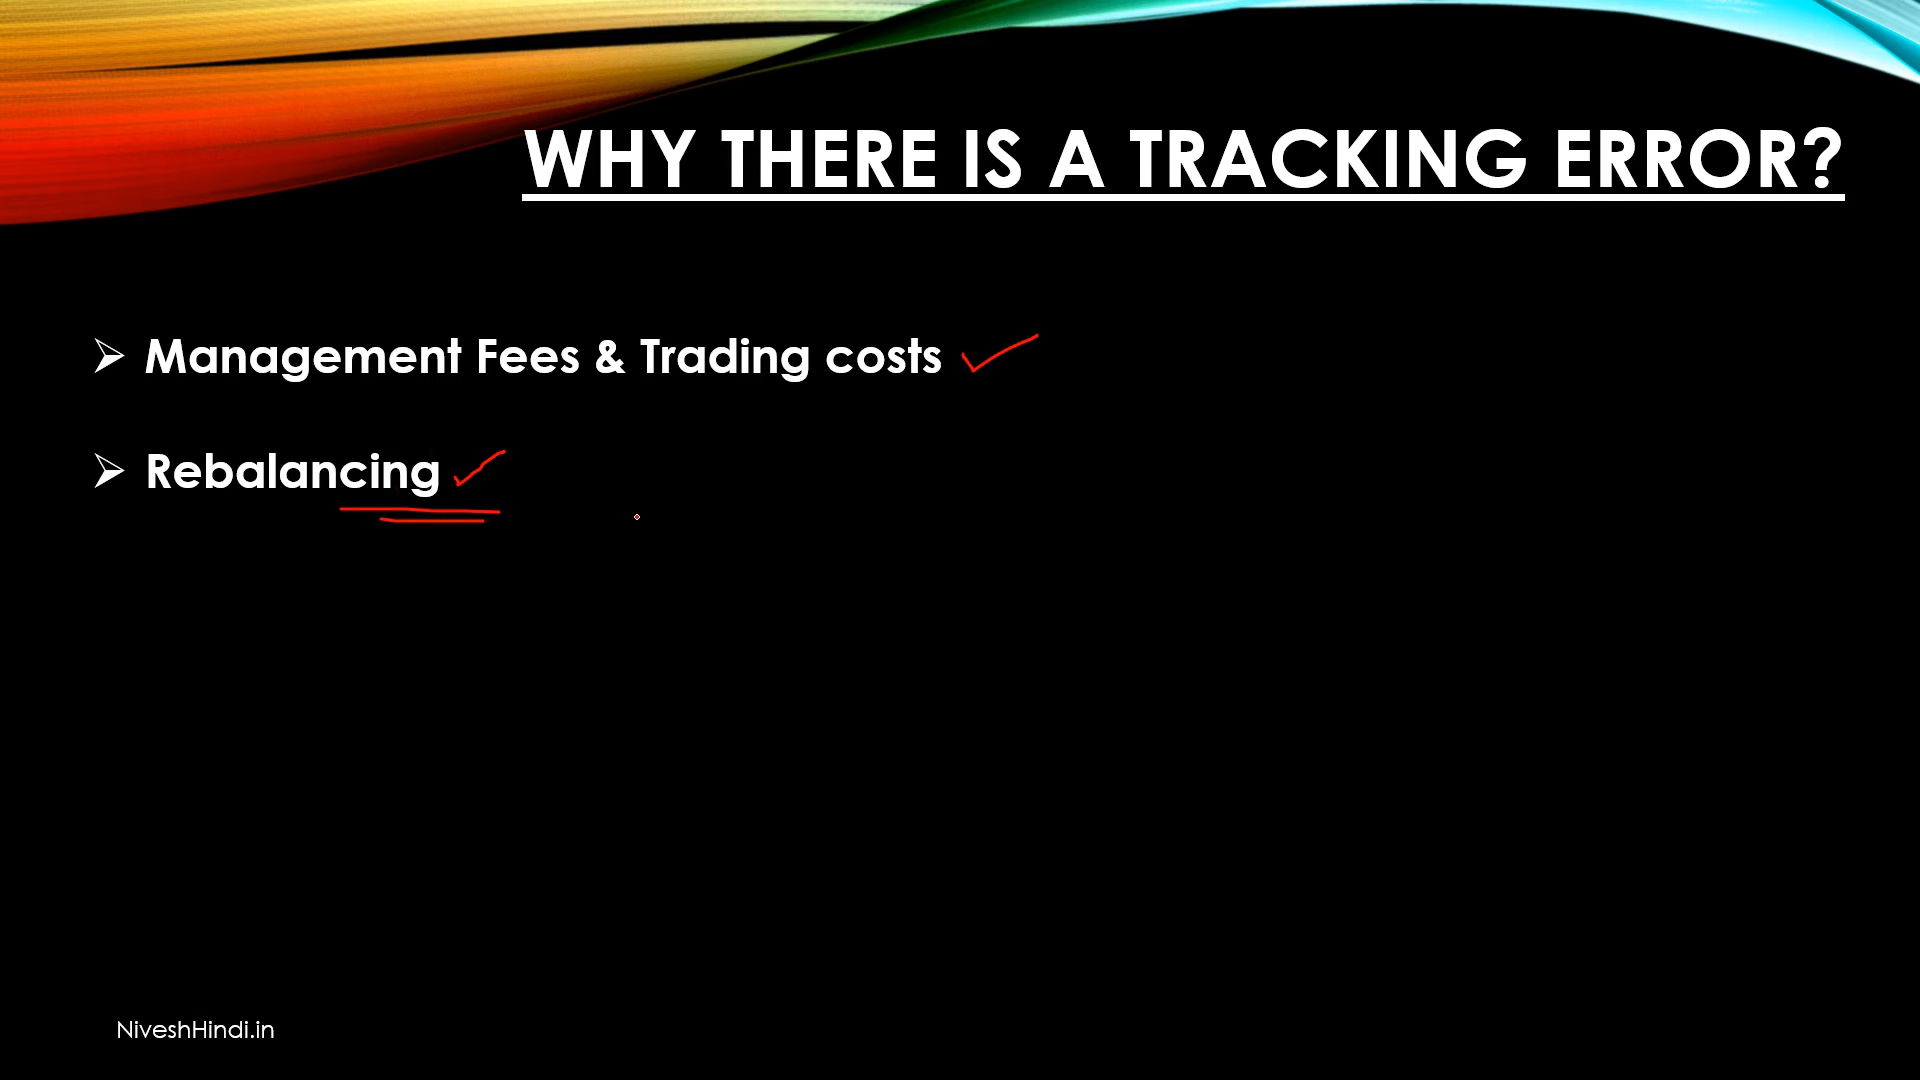 WHY THERE IS A TRACKING ERROR?
➢ Management Fees & Trading costs
➢ Rebalancing
NiveshHindi.in